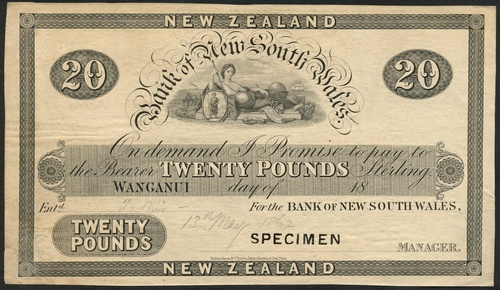 NEW ZEALAND
20 Bank of New South Wales. 20
On demand I Promise to pay to
the Bearer TWENTY POUNDS Sterling.
WANGANUI day of 18
Entd. For the BANK OF NEW SOUTH WALES,
13th May
TWENTY POUNDS
SPECIMEN
MANAGER.
NEW ZEALAND